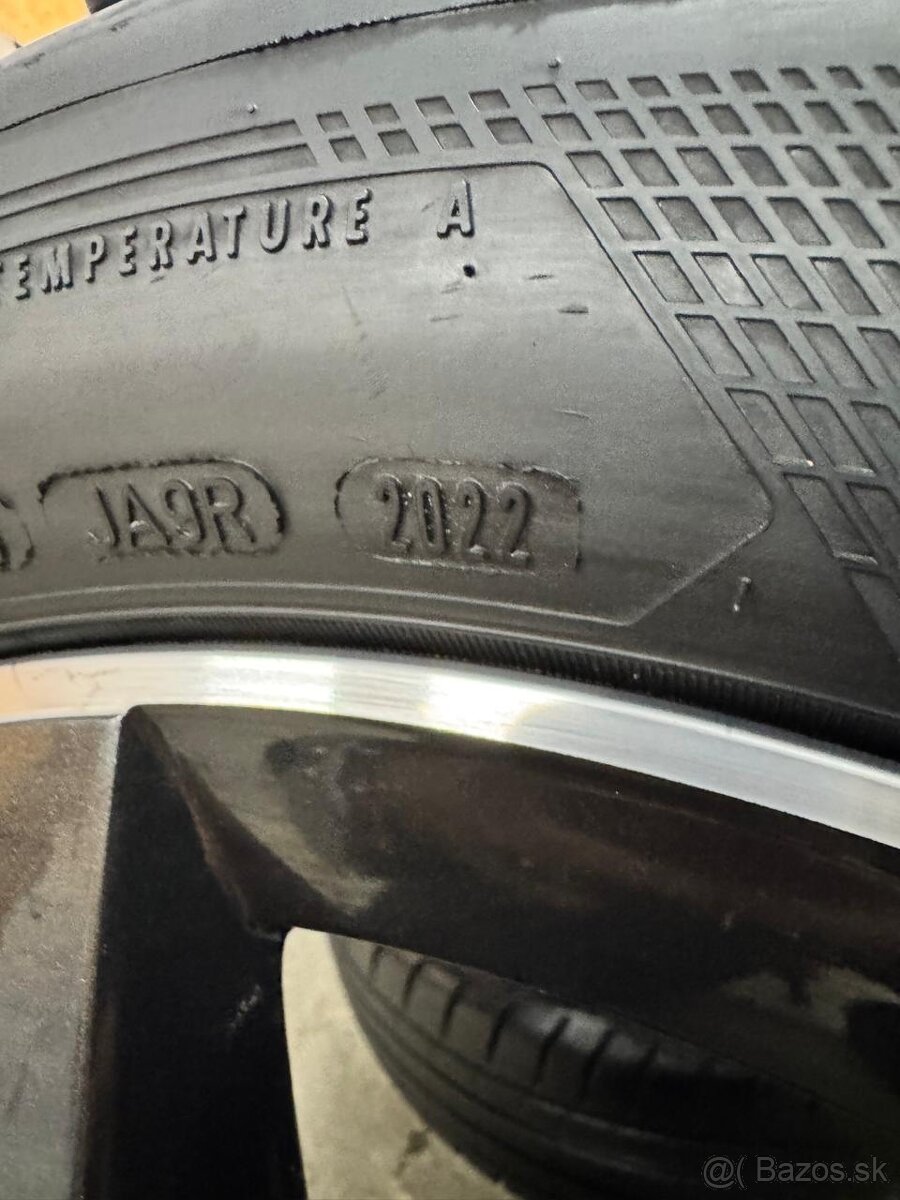 TEMPERATURE A
JA9R 2022
@( Bazos.sk